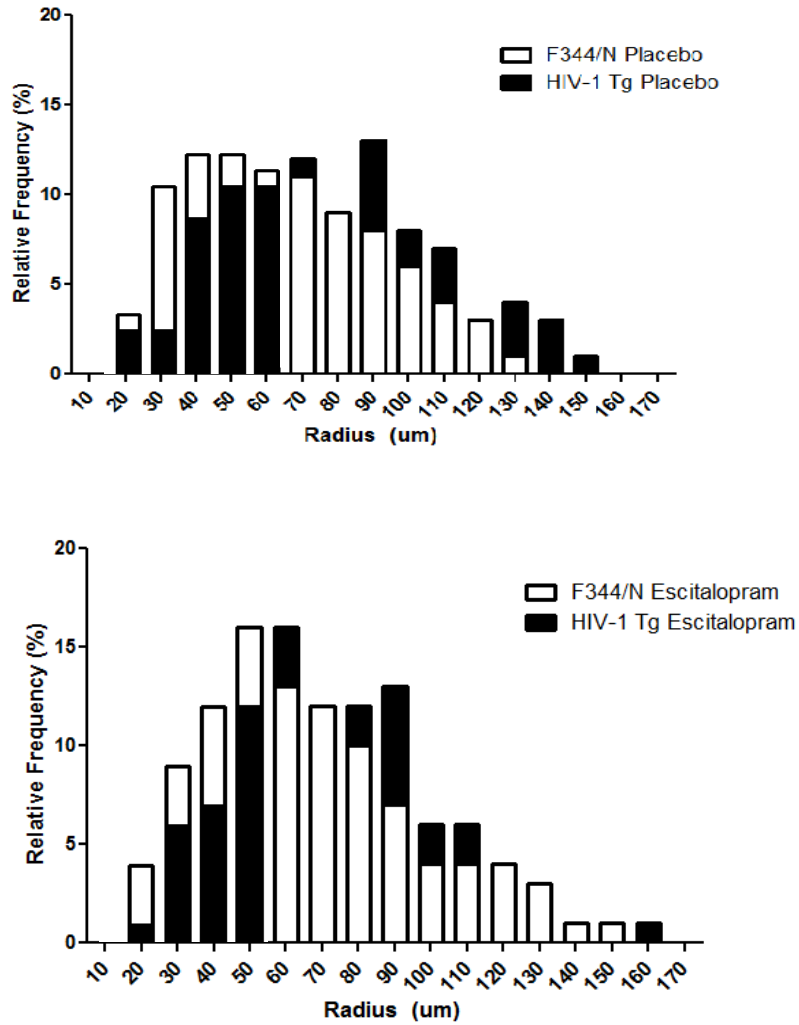 20
15
10
5
0
Relative Frequency (%)
F344/N Placebo
HIV-1 Tg Placebo
10 20 30 40 50 60 70 80 90 100 110 120 130 140 150 160 170
Radius (um)
20
15
10
5
0
Relative Frequency (%)
F344/N Escitalopram
HIV-1 Tg Escitalopram
10 20 30 40 50 60 70 80 90 100 110 120 130 140 150 160 170
Radius (um)